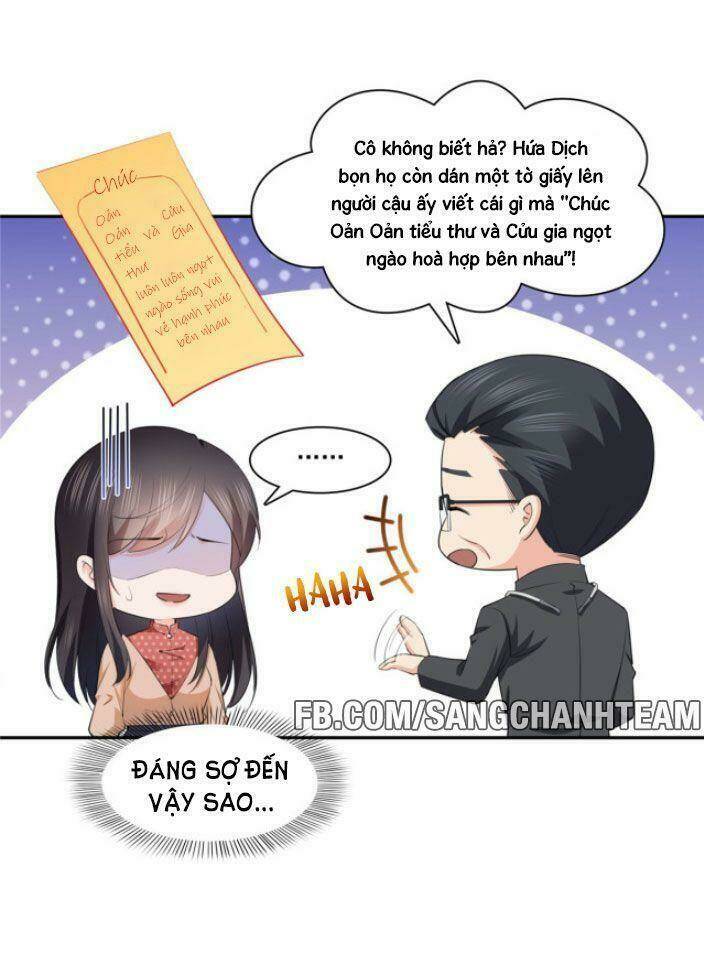 Cô không biết hả? Hứa Dịch
bọn họ còn dán một tờ giấy lên
người cậu ấy viết cái gì mà "Chúc
Oản Oản tiểu thư và Cửu gia ngọt
ngào hoà hợp bên nhau"!
Chúc
Oản
Oản Cửu
tiểu và Gia
thư
luôn luôn ngọt
ngào sống vui
vẻ hạnh phúc
bên nhau
......
HAHA
FB.COM/SANGCHANHTEAM
ĐÁNG SỢ ĐẾN
VẬY SAO...